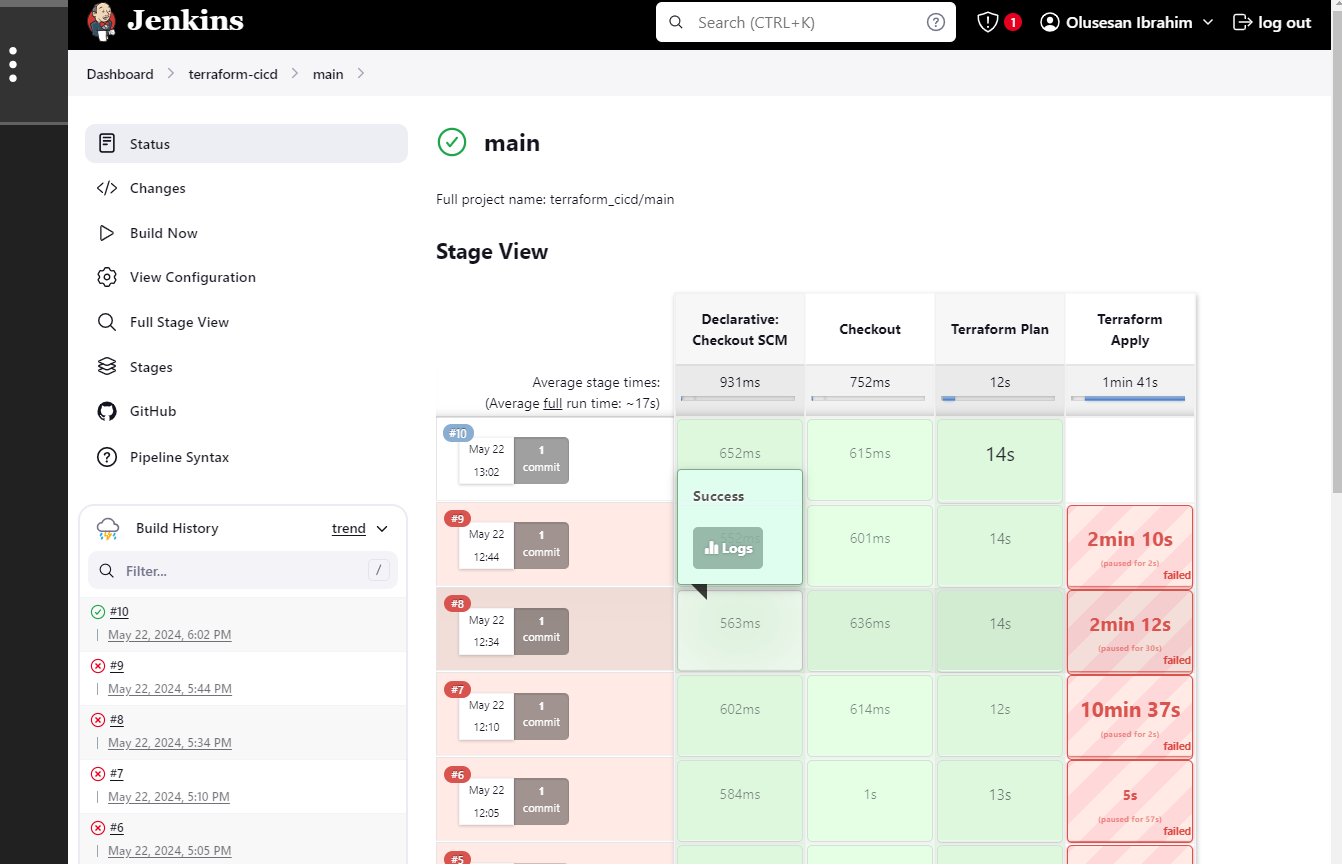 Jenkins
Search (CTRL+K)
?
1
Olusesan Ibrahim
log out
Dashboard
terraform-cicd
main
Status
Changes
Build Now
View Configuration
Full Stage View
Stages
GitHub
Pipeline Syntax
Build History
trend
Filter...
/
#10
May 22, 2024, 6:02 PM
#9
May 22, 2024, 5:44 PM
#8
May 22, 2024, 5:34 PM
#7
May 22, 2024, 5:10 PM
#6
May 22, 2024, 5:05 PM
main
Full project name: terraform_cicd/main
Stage View
Declarative:
Checkout SCM
Checkout
Terraform Plan
Terraform
Apply
Average stage times:
(Average full run time: ~17s)
931ms
752ms
12s
1min 41s
#10
May 22
13:02
1
commit
652ms
615ms
14s
Success
Logs
#9
May 22
12:44
1
commit
552ms
601ms
14s
2min 10s
(paused for 2s)
failed
#8
May 22
12:34
1
commit
563ms
636ms
14s
2min 12s
(paused for 30s)
failed
#7
May 22
12:10
1
commit
602ms
614ms
12s
10min 37s
(paused for 2s)
failed
#6
May 22
12:05
1
commit
584ms
1s
13s
5s
(paused for 57s)
failed
#5